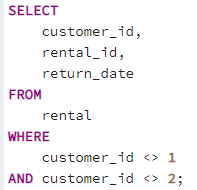 SELECT
customer_id,
rental_id,
return_date
FROM
rental
WHERE
customer_id <> 1
AND customer_id <> 2;